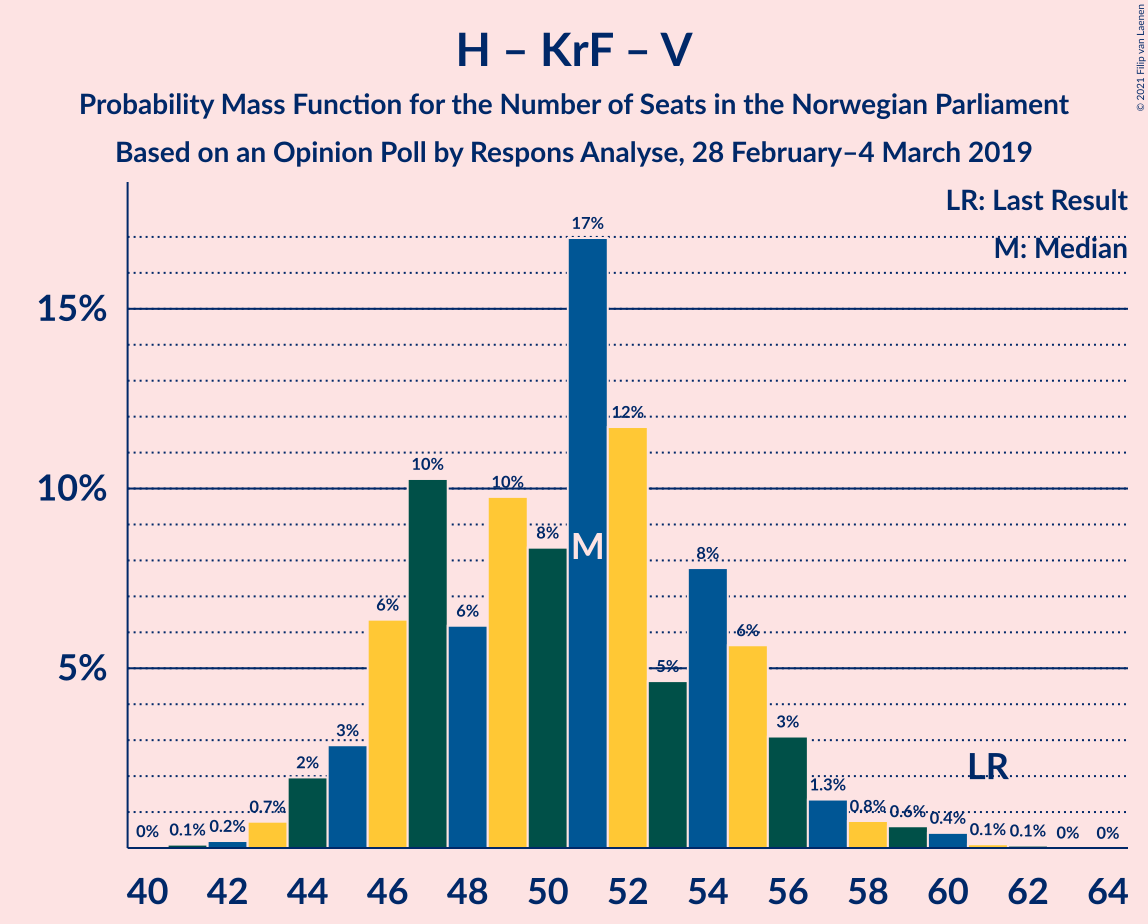 © 2021 Filip van Laenen
H – KrF – V
Probability Mass Function for the Number of Seats in the Norwegian Parliament
Based on an Opinion Poll by Respons Analyse, 28 February–4 March 2019
LR: Last Result
M: Median
15%
10%
5%
0% 0.1% 0.2% 0.7% 2% 3% 6% 10% 6% 10% 8% 17% 12% 5% 8% 6% 3% 1.3% 0.8% 0.6% 0.4% 0.1% 0.1% 0% 0%
M
LR
40 42 44 46 48 50 52 54 56 58 60 62 64